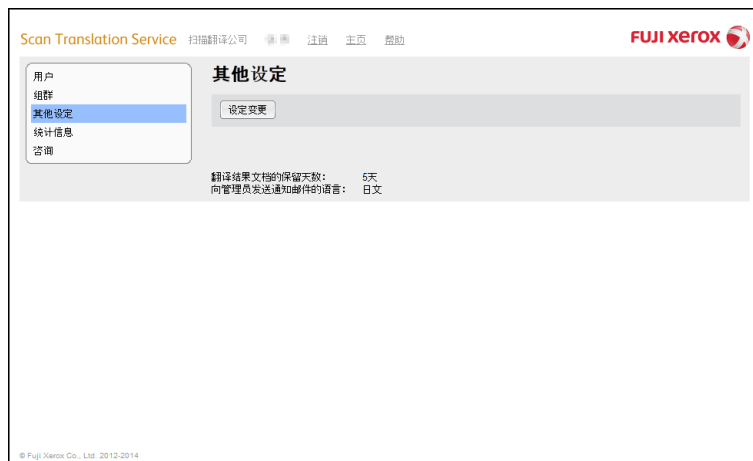 Scan Translation Service 扫描翻译公司 注销 主页 帮助
FUJI xerox
用户
组群
其他设定
统计信息
咨询
其他设定
设定变更
翻译结果文档的保留天数： 5天
向管理员发送通知邮件的语言： 日文
© Fuji Xerox Co., Ltd. 2012-2014